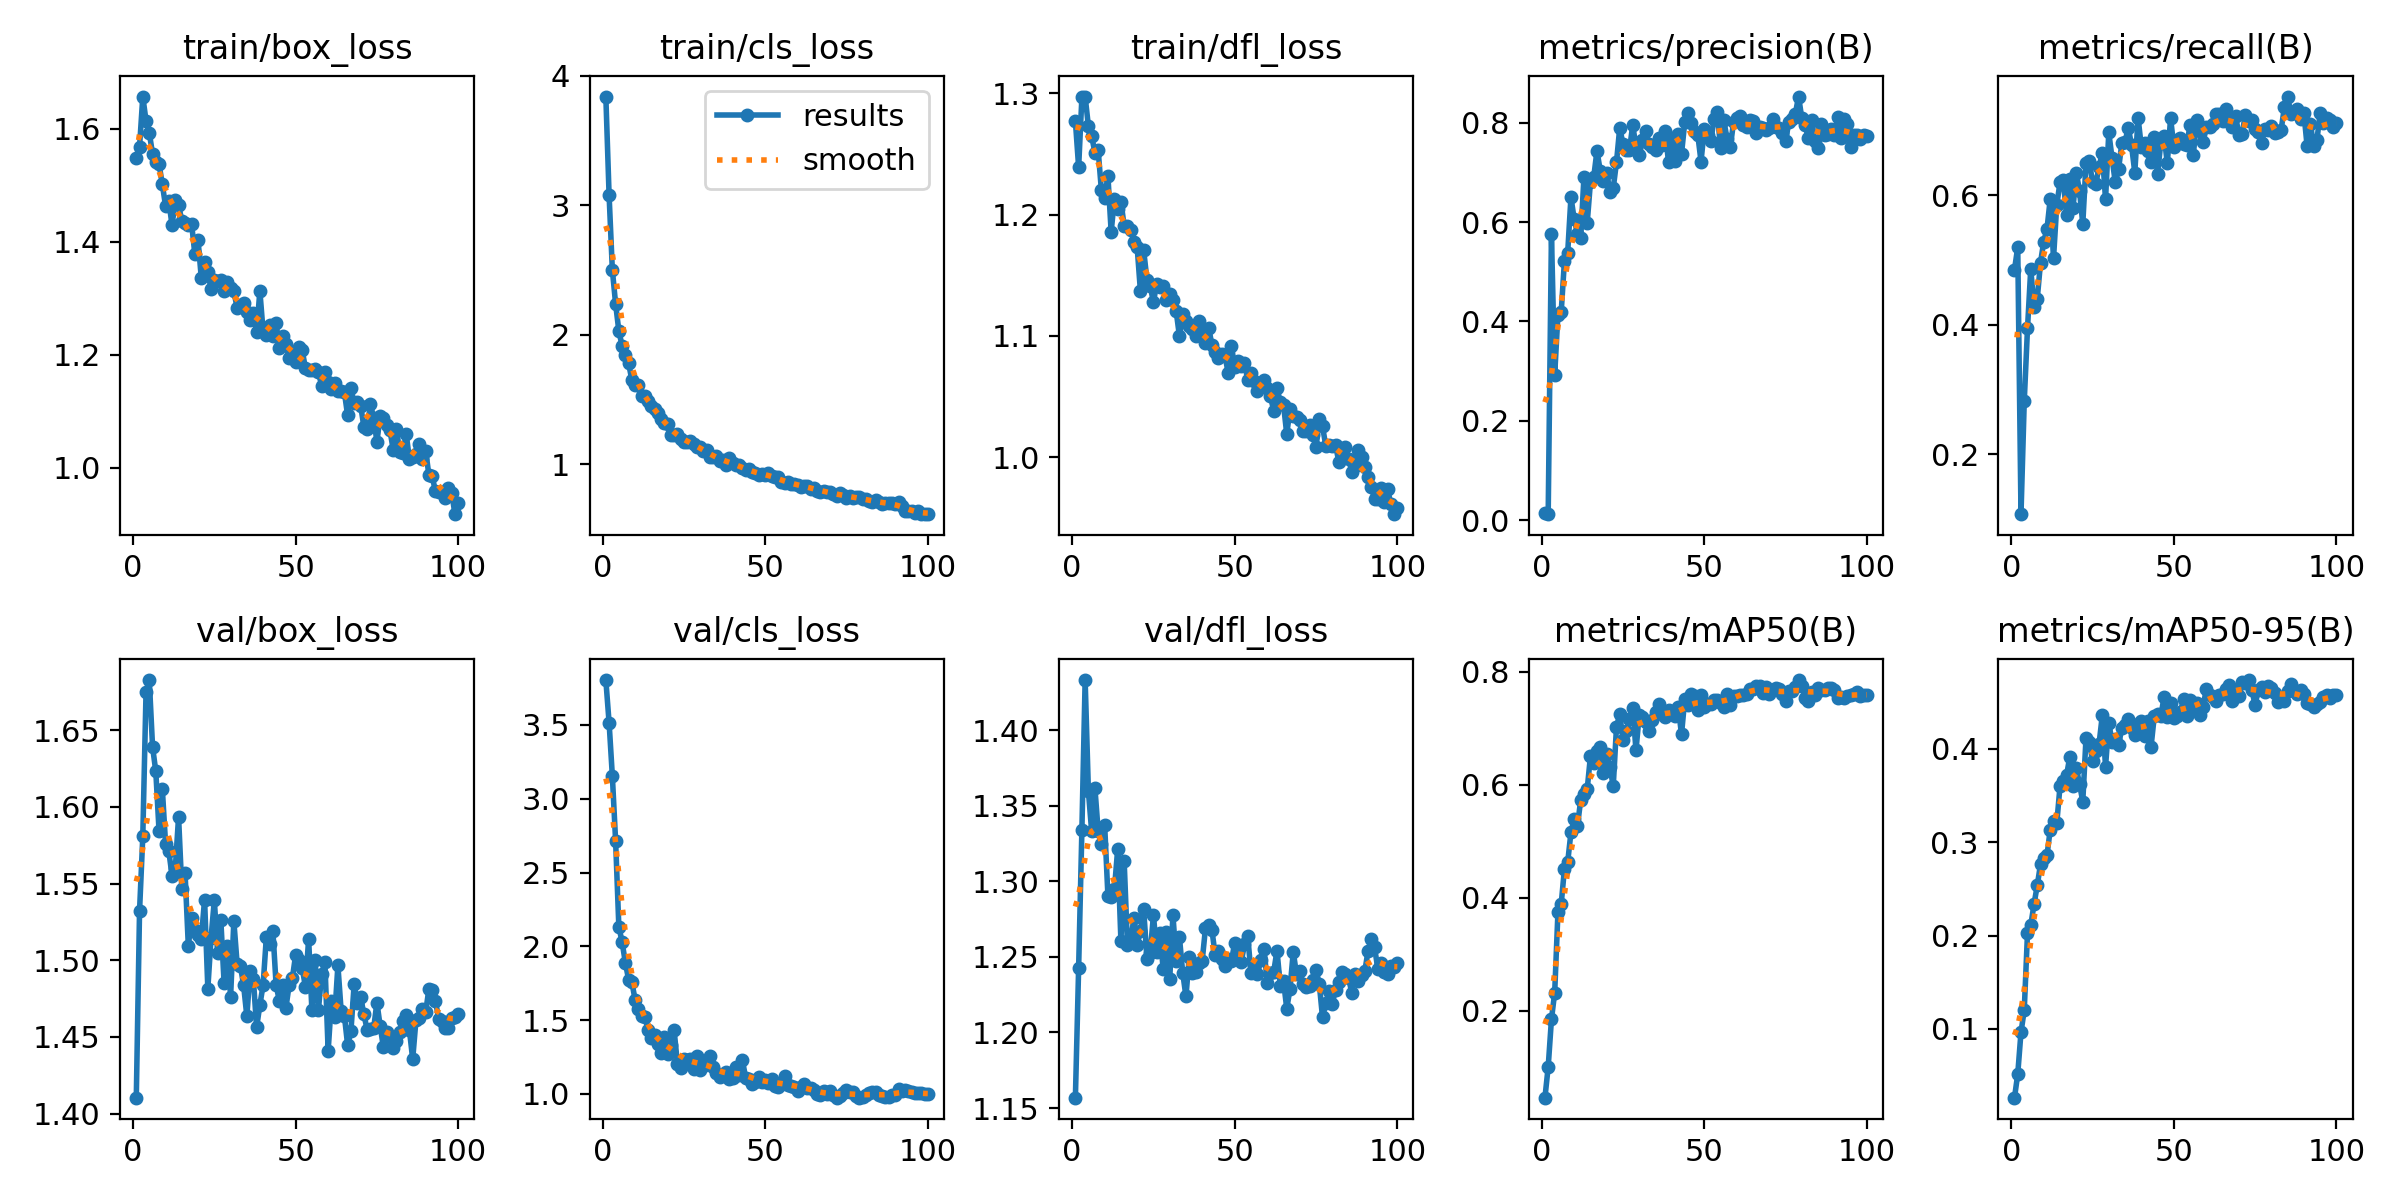 train/box_loss
1.6
1.4
1.2
1.0
0 50 100
train/cls_loss
results
smooth
4
3
2
1
0 50 100
train/dfl_loss
1.3
1.2
1.1
1.0
0 50 100
metrics/precision(B)
0.8
0.6
0.4
0.2
0.0
0 50 100
metrics/recall(B)
0.6
0.4
0.2
0 50 100
val/box_loss
1.65
1.60
1.55
1.50
1.45
1.40
0 50 100
val/cls_loss
3.5
3.0
2.5
2.0
1.5
1.0
0 50 100
val/dfl_loss
1.40
1.35
1.30
1.25
1.20
1.15
0 50 100
metrics/mAP50(B)
0.8
0.6
0.4
0.2
0 50 100
metrics/mAP50-95(B)
0.4
0.3
0.2
0.1
0 50 100